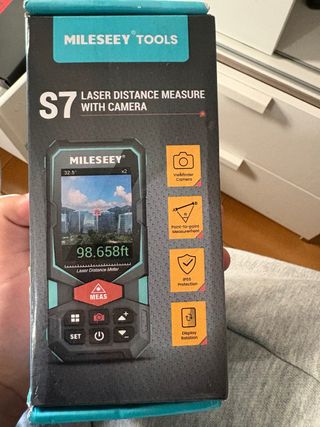 MILESEEY® TOOLS
S7 LASER DISTANCE MEASURE
WITH CAMERA
MILESEEY®
32.5° x2
98.658ft
Laser Distance Meter
MEAS
SET
Viewfinder
Camera
Point-to-point
Measurement
IP65
Protection
Display
Rotation